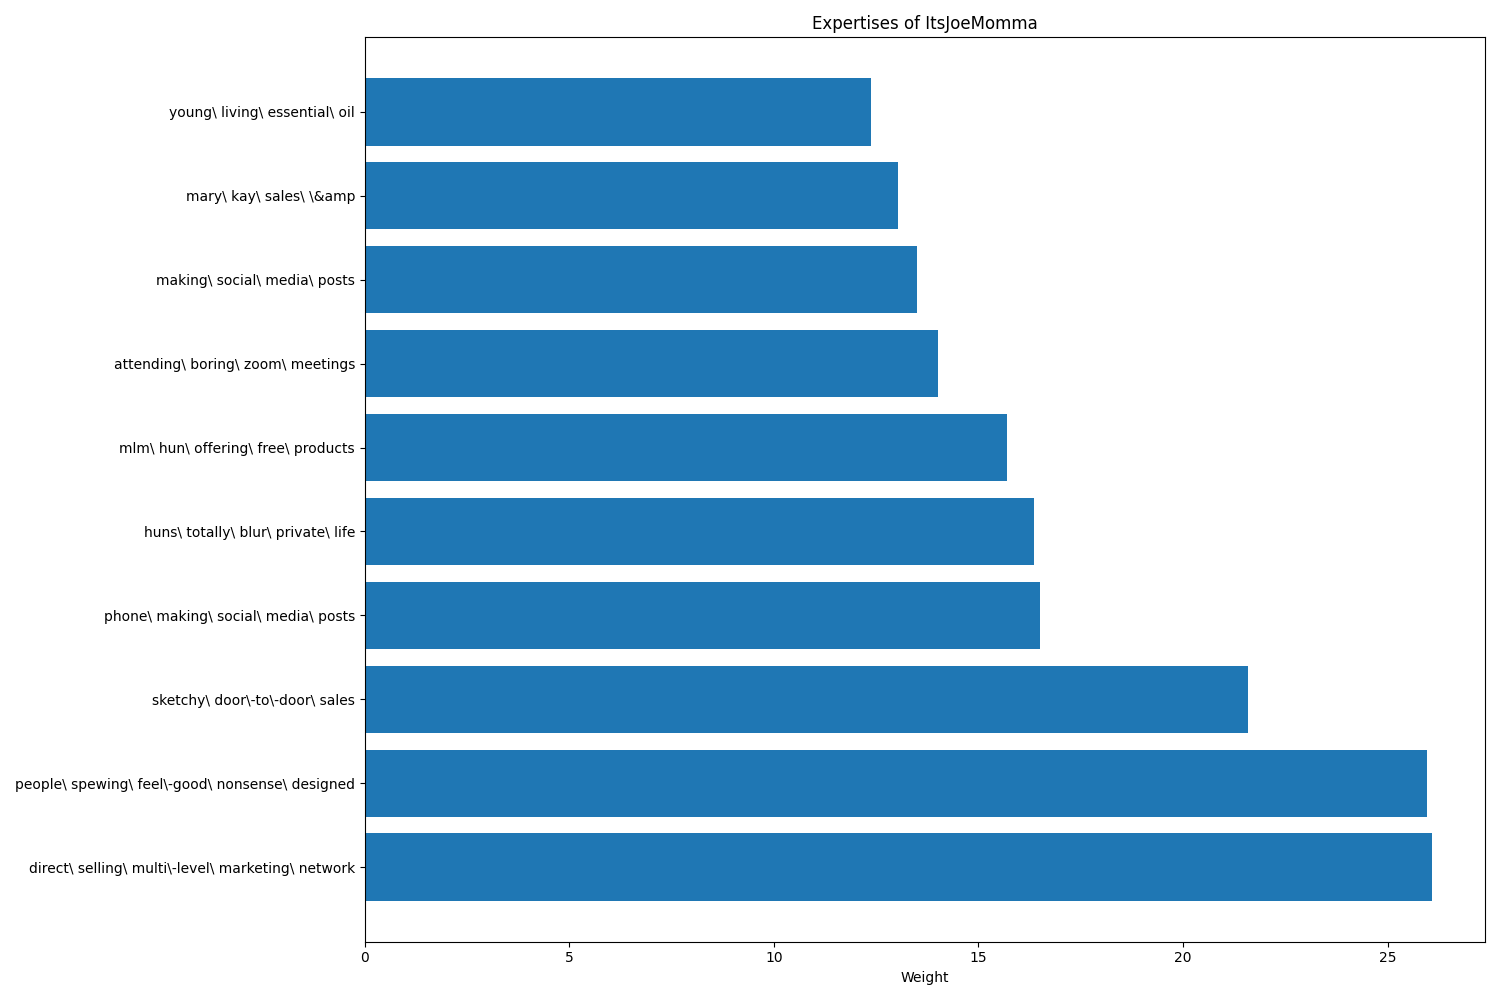 Expertises of ItsJoeMomma
young\ living\ essential\ oil
mary\ kay\ sales\ \&amp
making\ social\ media\ posts
attending\ boring\ zoom\ meetings
mlm\ hun\ offering\ free\ products
huns\ totally\ blur\ private\ life
phone\ making\ social\ media\ posts
sketchy\ door\-to\-door\ sales
people\ spewing\ feel\-good\ nonsense\ designed
direct\ selling\ multi\-level\ marketing\ network
0 5 10 15 20 25
Weight